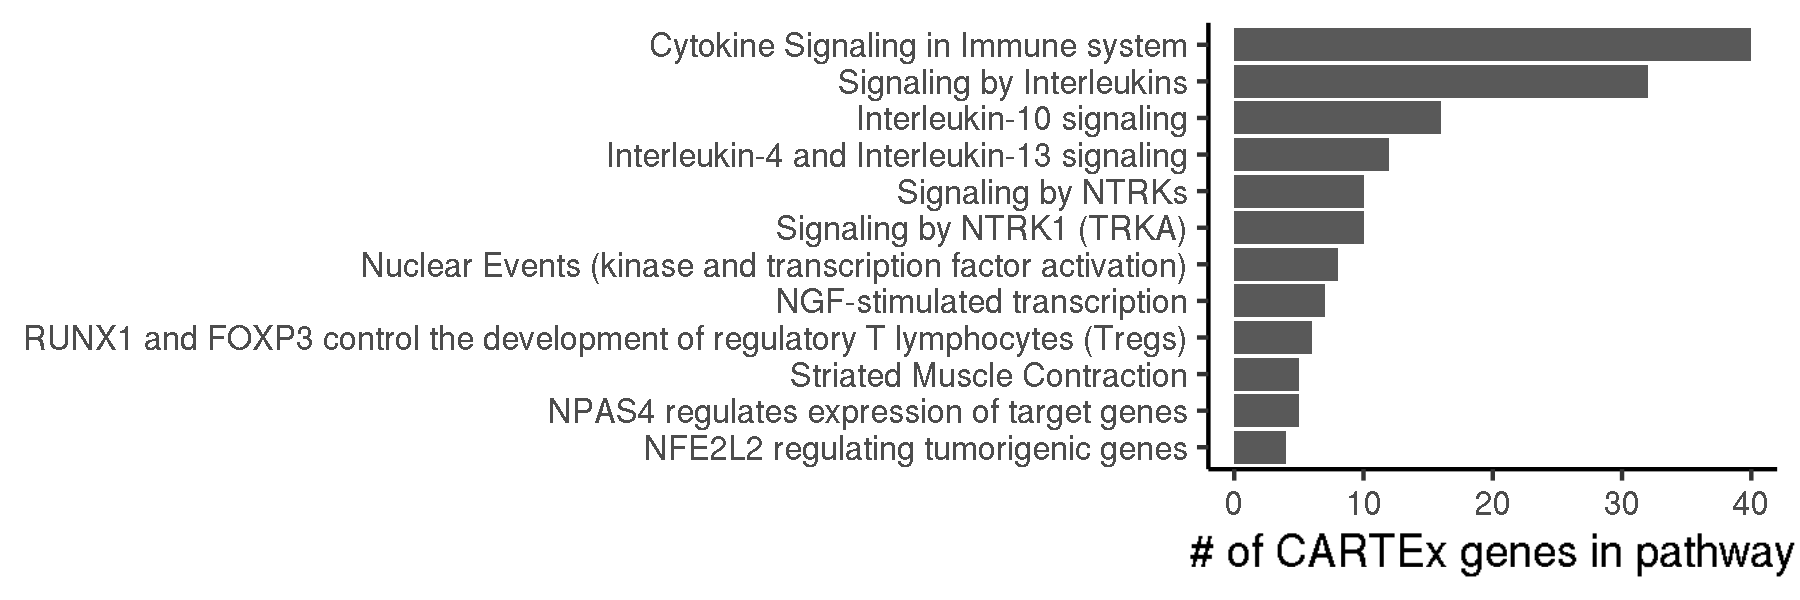 Cytokine Signaling in Immune system
Signaling by Interleukins
Interleukin-10 signaling
Interleukin-4 and Interleukin-13 signaling
Signaling by NTRKs
Signaling by NTRK1 (TRKA)
Nuclear Events (kinase and transcription factor activation)
NGF-stimulated transcription
RUNX1 and FOXP3 control the development of regulatory T lymphocytes (Tregs)
Striated Muscle Contraction
NPAS4 regulates expression of target genes
NFE2L2 regulating tumorigenic genes
0 10 20 30 40
# of CARTEx genes in pathway